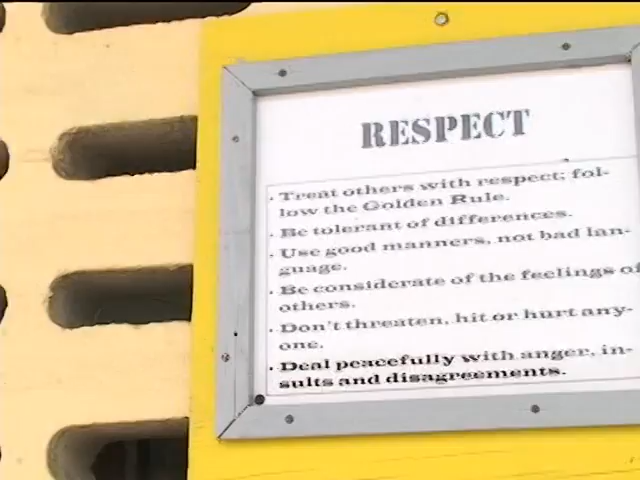 RESPECT
· Treat others with respect; fol-
low the Golden Rule.
· Be tolerant of differences.
· Use good manners, not bad lan-
guage.
· Be considerate of the feelings of
others.
· Don't threaten, hit or hurt any-
one.
· Deal peacefully with anger, in-
sults and disagreements.